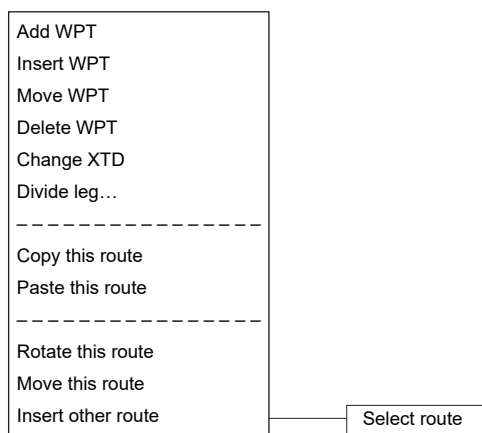 Add WPT
Insert WPT
Move WPT
Delete WPT
Change XTD
Divide leg…
Copy this route
Paste this route
Rotate this route
Move this route
Insert other route
Select route